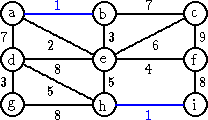 a 1 b 7 c
7 2 3 6 9
d 8 e 4 f
3 5 5 8
g 8 h 1 i